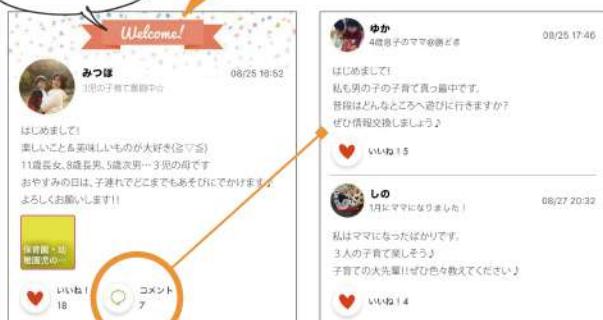 Welcome!
みつほ
08/25 16:52
3児の子育て奮闘中☆
はじめまして!
楽しいこと&美味しいものが大好き(≧▽≦)
11歳長女、8歳長男、5歳次男…3児の母です
おやすみの日は、子連れでどこまでもあそびにでかけます♪
よろしくお願いします!!
保育園・幼
稚園児の…
いいね!
18
コメント
7
ゆか
08/25 17:46
4歳息子のママ@勝どき
はじめまして!
私も男の子の子育て真っ最中です。
普段はどんなところへ遊びに行きますか?
ぜひ情報交換しましょう♪
いいね!5
しの
08/27 20:32
1月にママになりました!
私はママになったばかりです。
3人の子育て楽しそう♪
子育ての大先輩!!ぜひ色々教えてください♪
いいね!4